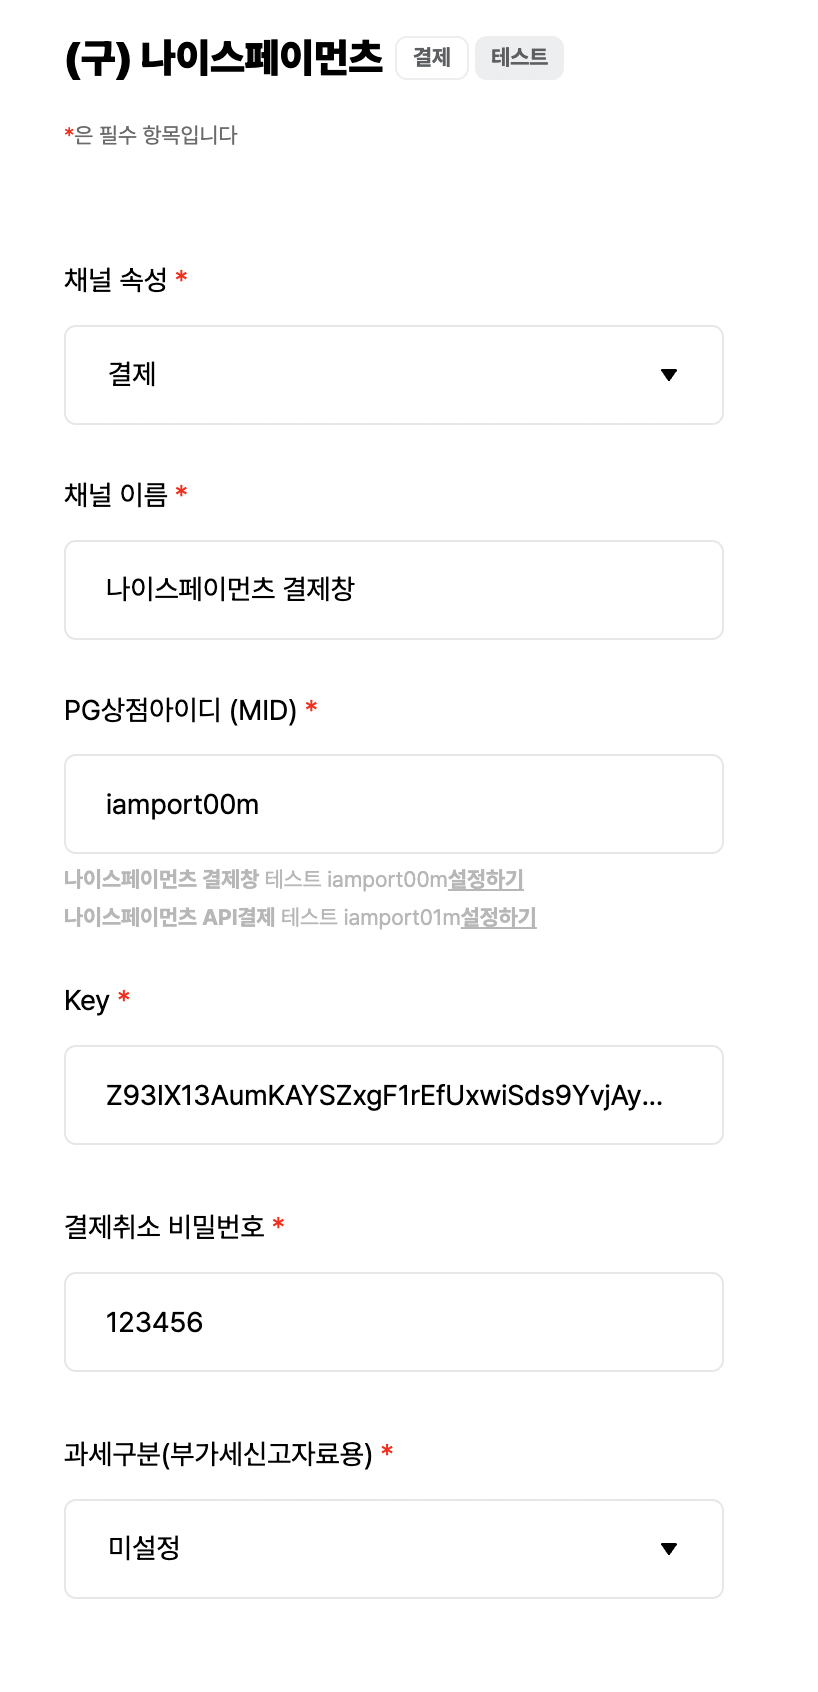 (구) 나이스페이먼츠 결제 테스트
*은 필수 항목입니다
채널 속성 *
결제
채널 이름 *
나이스페이먼츠 결제창
PG상점아이디 (MID) *
iamport00m
나이스페이먼츠 결제창 테스트 iamport00m설정하기
나이스페이먼츠 API결제 테스트 iamport01m설정하기
Key *
Z93IX13AumKAYSZxgF1rEfUxwiSds9YvjAy...
결제취소 비밀번호 *
123456
과세구분(부가세신고자료용) *
미설정